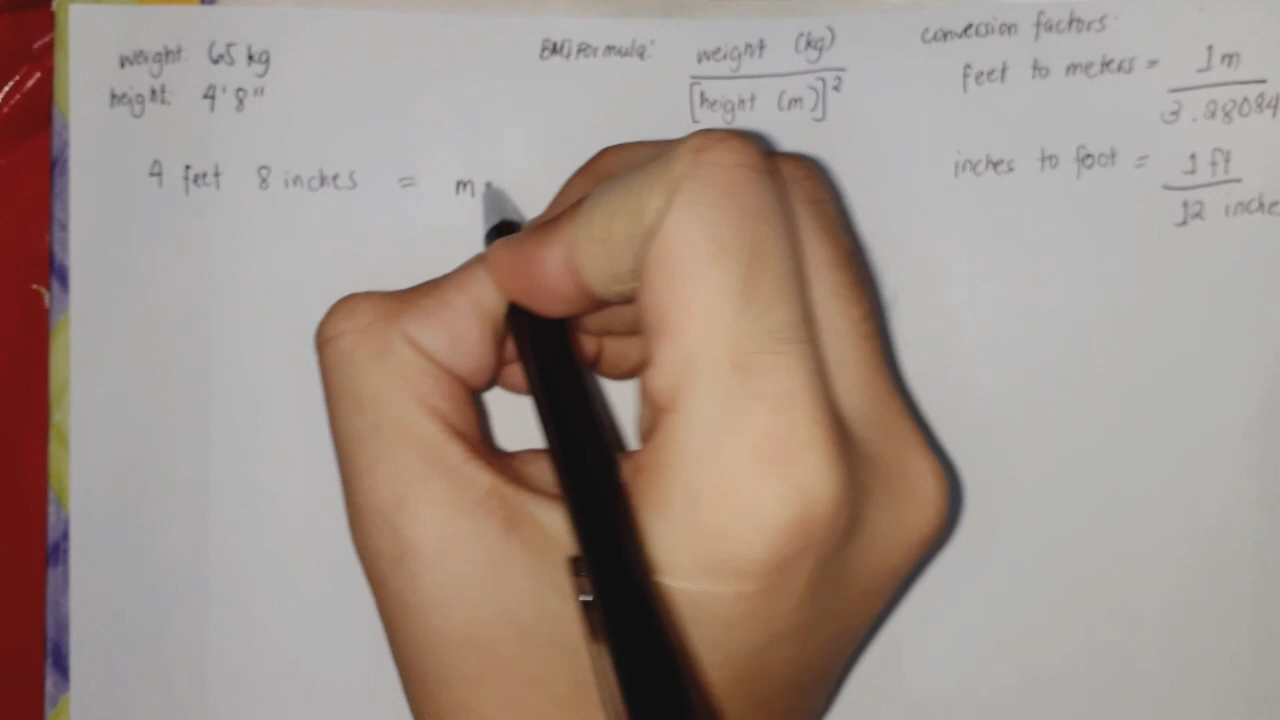 weight: 65 kg
height: 4'8"
BMI Formula: weight (kg)
[height (m)]²
conversion factors:
feet to meters = 1m
3.28084
inches to foot = 1 ft
12 inche
4 feet 8 inches = m